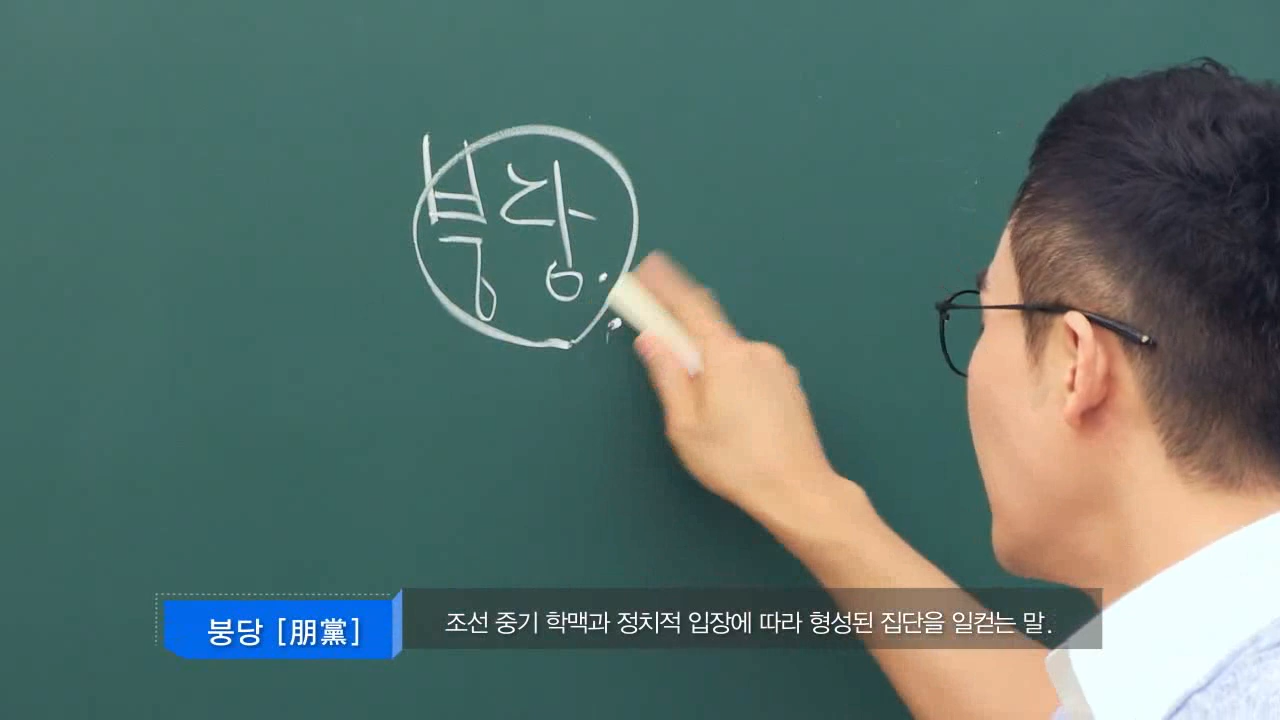 붕당
붕당 [朋黨]
조선 중기 학맥과 정치적 입장에 따라 형성된 집단을 일컫는 말.